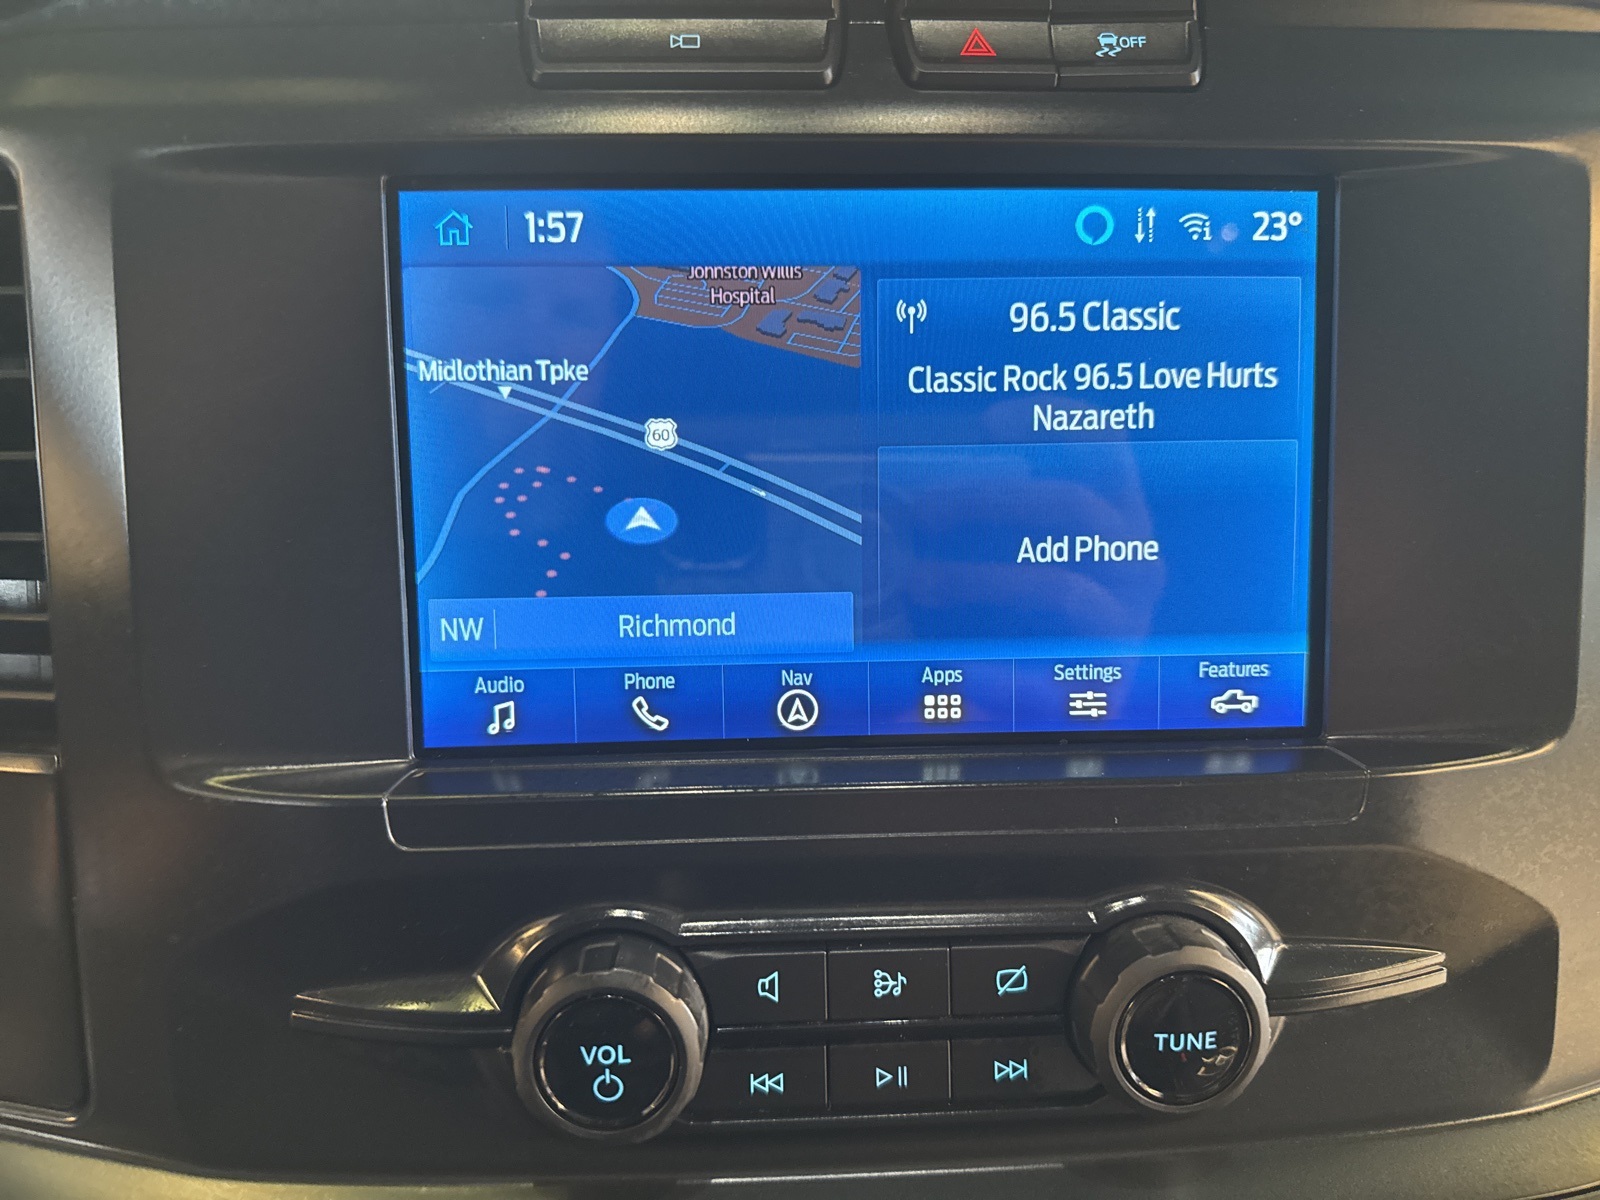 OFF
1:57
23°
Johnston Willis
Hospital
Midlothian Tpke
60
NW
Richmond
96.5 Classic
Classic Rock 96.5 Love Hurts
Nazareth
Add Phone
Audio
Phone
Nav
Apps
Settings
Features
VOL
TUNE